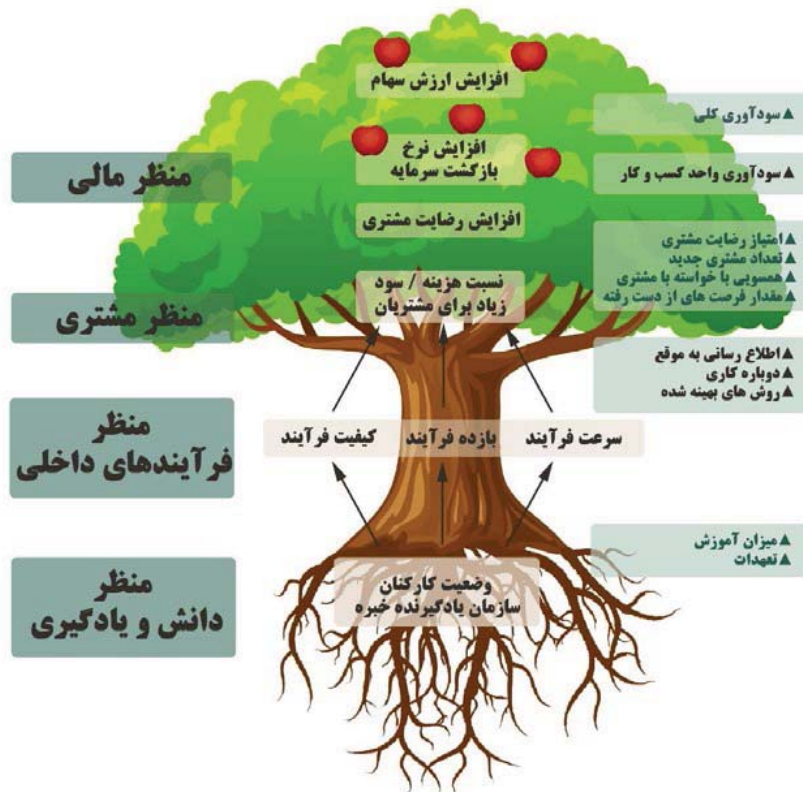 افزایش ارزش سهام
▲سودآوری کلی
منظر مالی
افزایش نرخ
بازگشت سرمایه
▲سودآوری واحد کسب و کار
افزایش رضایت مشتری
▲امتیاز رضایت مشتری
▲تعداد مشتری جدید
▲همسویی با خواسته با مشتری
▲مقدار فرصت های از دست رفته
منظر مشتری
نسبت هزینه / سود
زیاد برای مشتریان
▲اطلاع رسانی به موقع
▲دوباره کاری
▲روش های بهینه شده
منظر
فرآیندهای داخلی
سرعت فرآیند
بازده فرآیند
کیفیت فرآیند
▲میزان آموزش
▲تعهدات
منظر
دانش و یادگیری
وضعیت کارکنان
سازمان یادگیرنده خبره